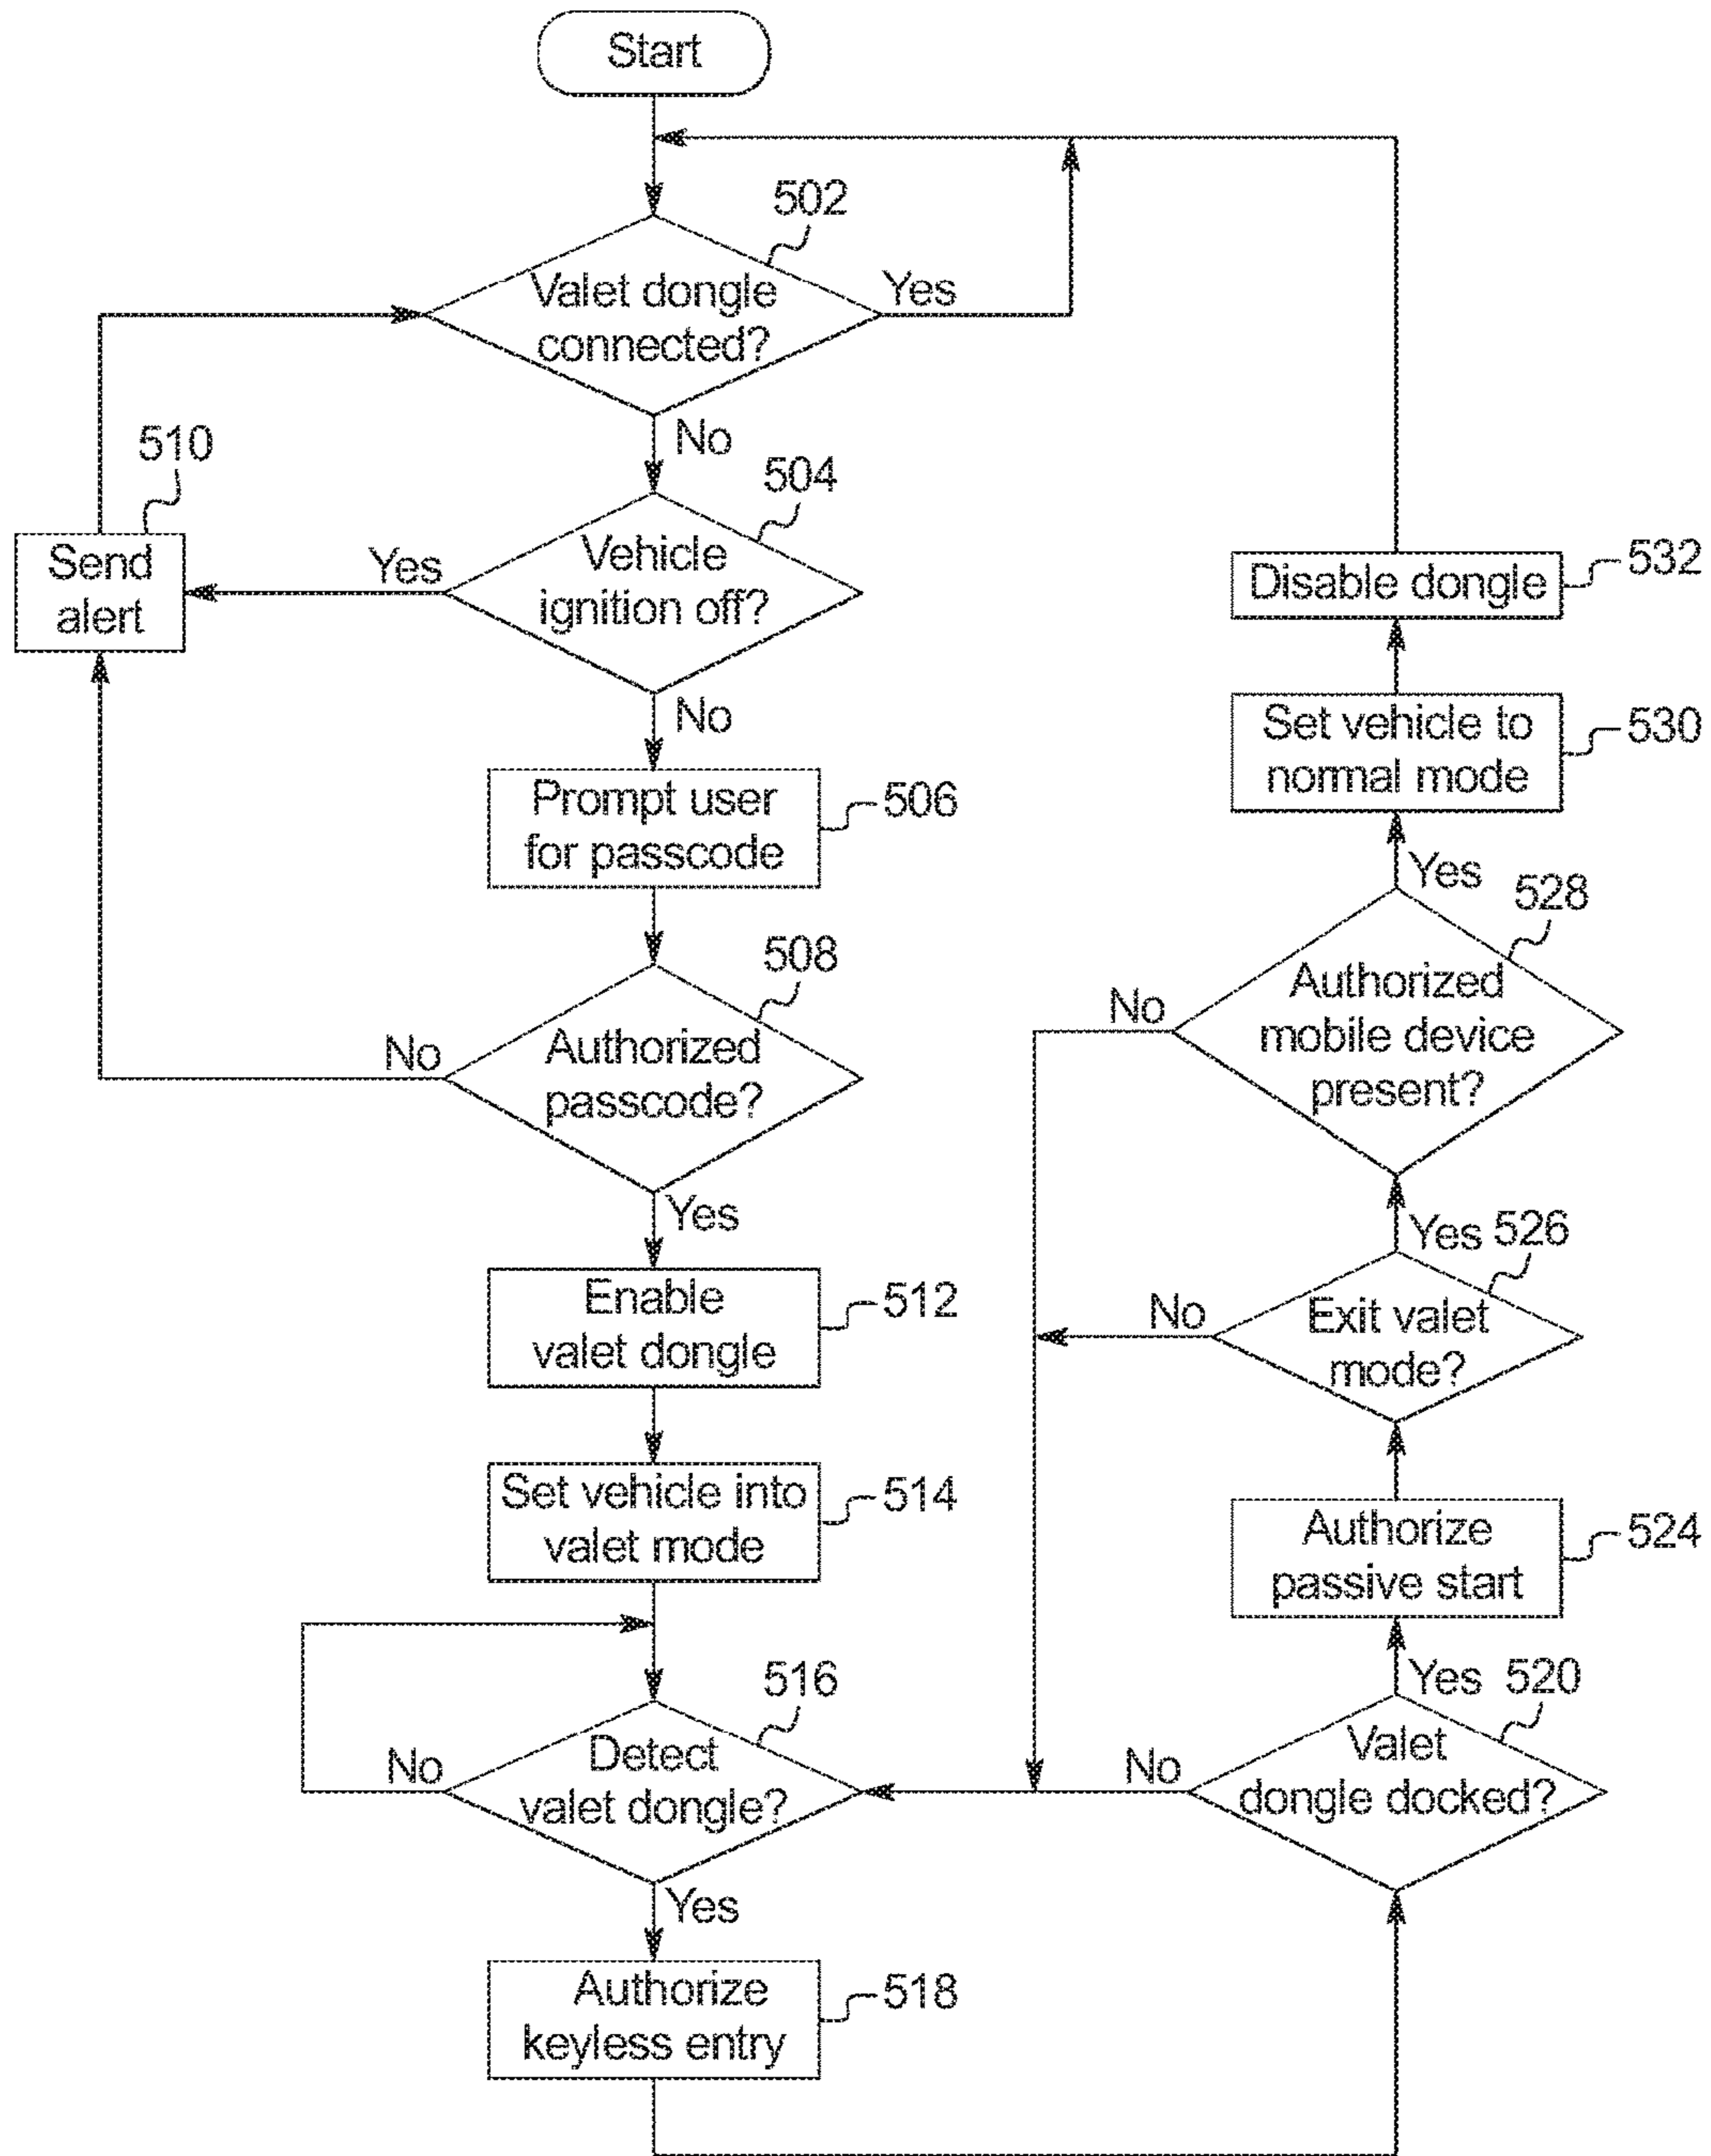 Start
502
Valet dongle
connected?
Yes
No
510
504
Send
alert
Yes
Vehicle
ignition off?
No
Prompt user
for passcode
506
508
No
Authorized
passcode?
Yes
Enable
valet dongle
512
Set vehicle into
valet mode
514
516
No
Detect
valet dongle?
Yes
Authorize
keyless entry
518
Disable dongle
532
Set vehicle to
normal mode
530
Yes
528
No
Authorized
mobile device
present?
Yes
526
No
Exit valet
mode?
Authorize
passive start
524
Yes
520
No
Valet
dongle docked?